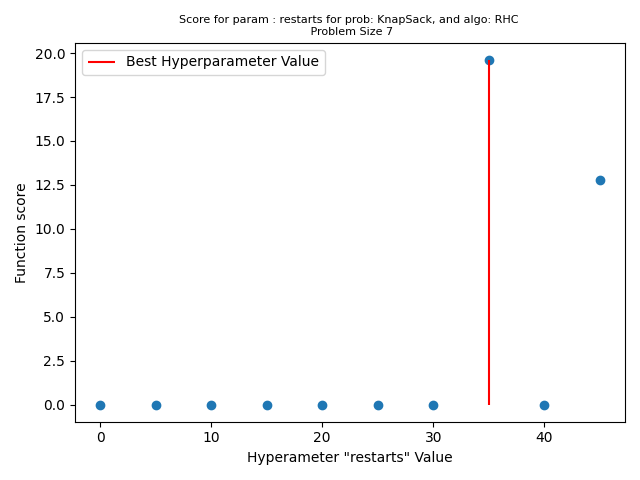 Score for param : restarts for prob: KnapSack, and algo: RHC
Problem Size 7
Best Hyperparameter Value
Function score
20.0
17.5
15.0
12.5
10.0
7.5
5.0
2.5
0.0
0 10 20 30 40
Hyperameter "restarts" Value